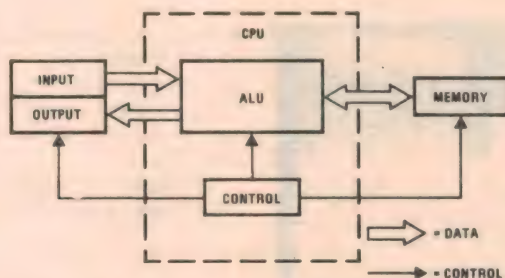 CPU
INPUT
OUTPUT
ALU
MEMORY
CONTROL
= DATA
= CONTROL